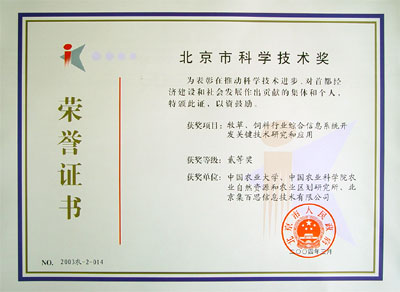 荣誉证书
北京市科学技术奖
为表彰在推动科学技术进步、对首都经
济建设和社会发展作出贡献的集体和个人，
特颁此证、以资鼓励。
获奖项目：牧草、饲料行业综合信息系统开
发关键技术研究和应用
获奖等级：贰等奖
获奖单位：中国农业大学、中国农业科学院农
业自然资源和农业区划研究所、北
京集百思信息技术有限公司
北京市人民政府
二〇〇四年三月
NO. 2003农-2-014